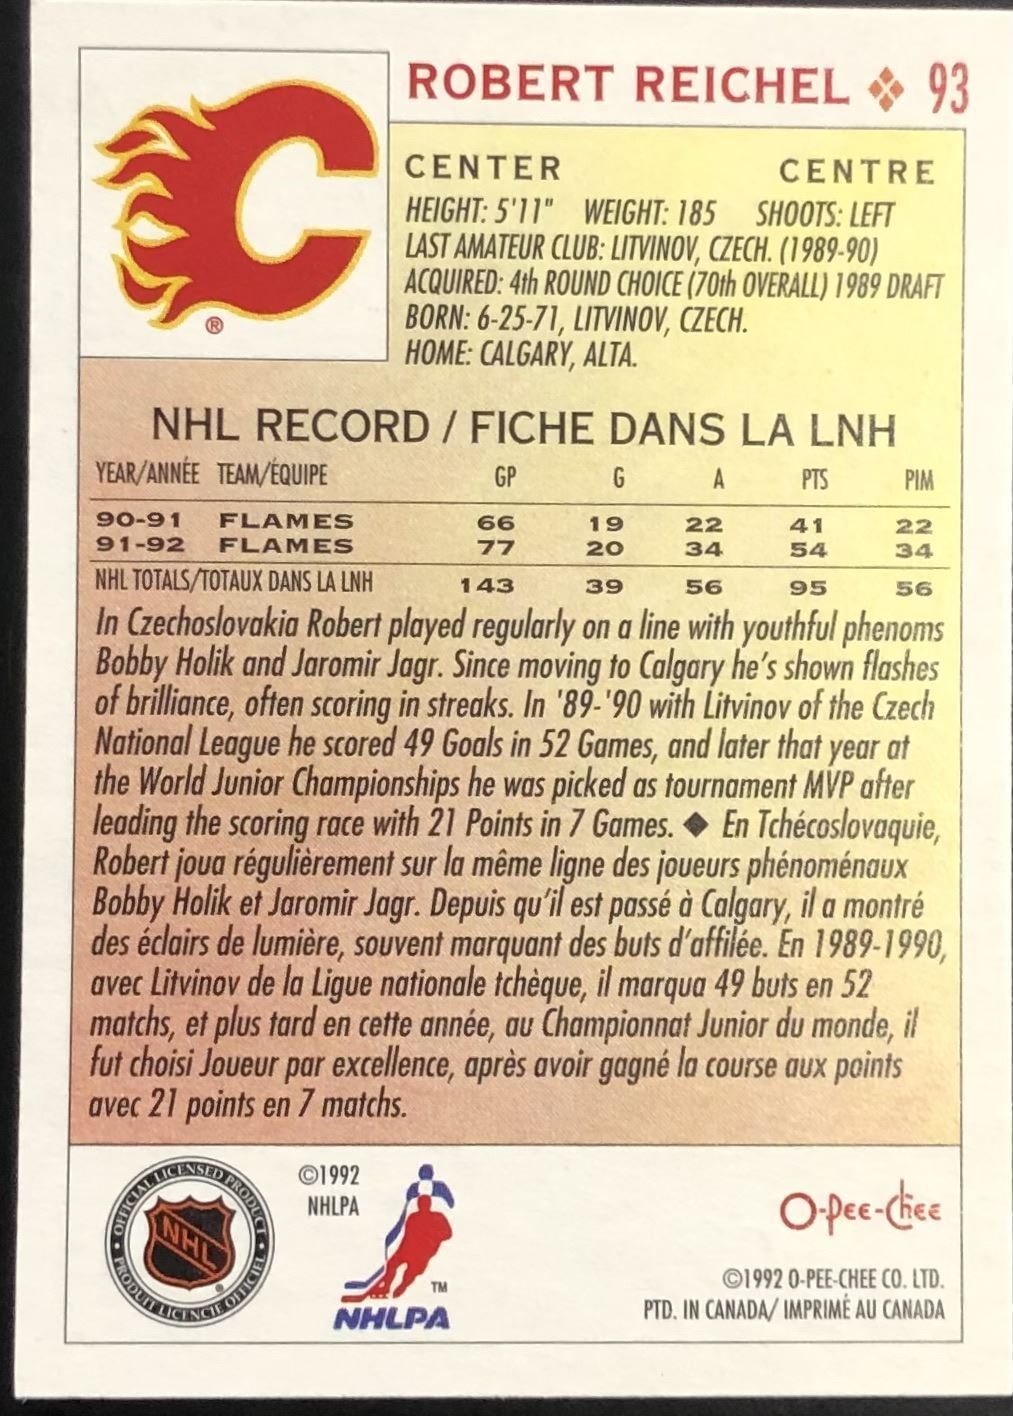 ROBERT REICHEL ❖ 93
CENTER CENTRE
HEIGHT: 5'11" WEIGHT: 185 SHOOTS: LEFT
LAST AMATEUR CLUB: LITVINOV, CZECH. (1989-90)
ACQUIRED: 4th ROUND CHOICE (70th OVERALL) 1989 DRAFT
BORN: 6-25-71, LITVINOV, CZECH.
HOME: CALGARY, ALTA.
C
®
NHL RECORD / FICHE DANS LA LNH
YEAR/ANNÉE TEAM/ÉQUIPE GP G A PTS PIM
90-91 FLAMES 66 19 22 41 22
91-92 FLAMES 77 20 34 54 34
NHL TOTALS/TOTAUX DANS LA LNH 143 39 56 95 56
In Czechoslovakia Robert played regularly on a line with youthful phenoms
Bobby Holik and Jaromir Jagr. Since moving to Calgary he's shown flashes
of brilliance, often scoring in streaks. In '89-'90 with Litvinov of the Czech
National League he scored 49 Goals in 52 Games, and later that year at
the World Junior Championships he was picked as tournament MVP after
leading the scoring race with 21 Points in 7 Games. ◆ En Tchécoslovaquie,
Robert joua régulièrement sur la même ligne des joueurs phénoménaux
Bobby Holik et Jaromir Jagr. Depuis qu'il est passé à Calgary, il a montré
des éclairs de lumière, souvent marquant des buts d'affilée. En 1989-1990,
avec Litvinov de la Ligue nationale tchèque, il marqua 49 buts en 52
matchs, et plus tard en cette année, au Championnat Junior du monde, il
fut choisi Joueur par excellence, après avoir gagné la course aux points
avec 21 points en 7 matchs.
OFFICIAL LICENSED PRODUCT
NHL
®
PRODUIT LICENCIE OFFICIEL
©1992
NHLPA
TM
NHLPA
O-Pee-Chee
©1992 O-PEE-CHEE CO. LTD.
PTD. IN CANADA/ IMPRIMÉ AU CANADA